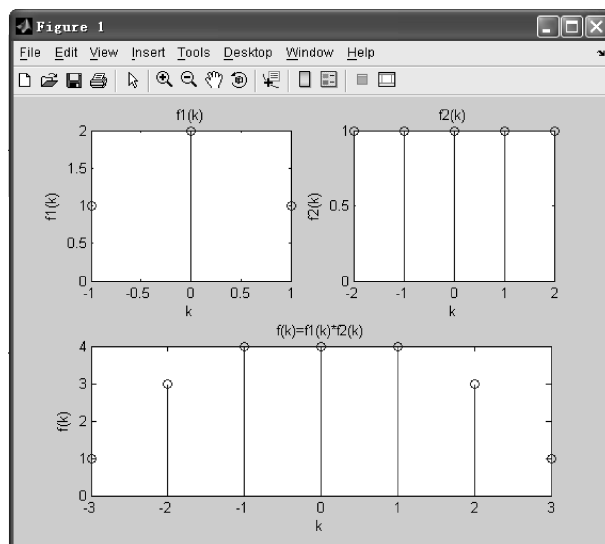 Figure 1
File Edit View Insert Tools Desktop Window Help
f1(k)
f1(k)
2
1.5
1
0.5
0
-1 -0.5 0 0.5 1
k
f2(k)
f2(k)
1
0.5
0
-2 -1 0 1 2
k
f(k)=f1(k)*f2(k)
f(k)
4
3
2
1
0
-3 -2 -1 0 1 2 3
k